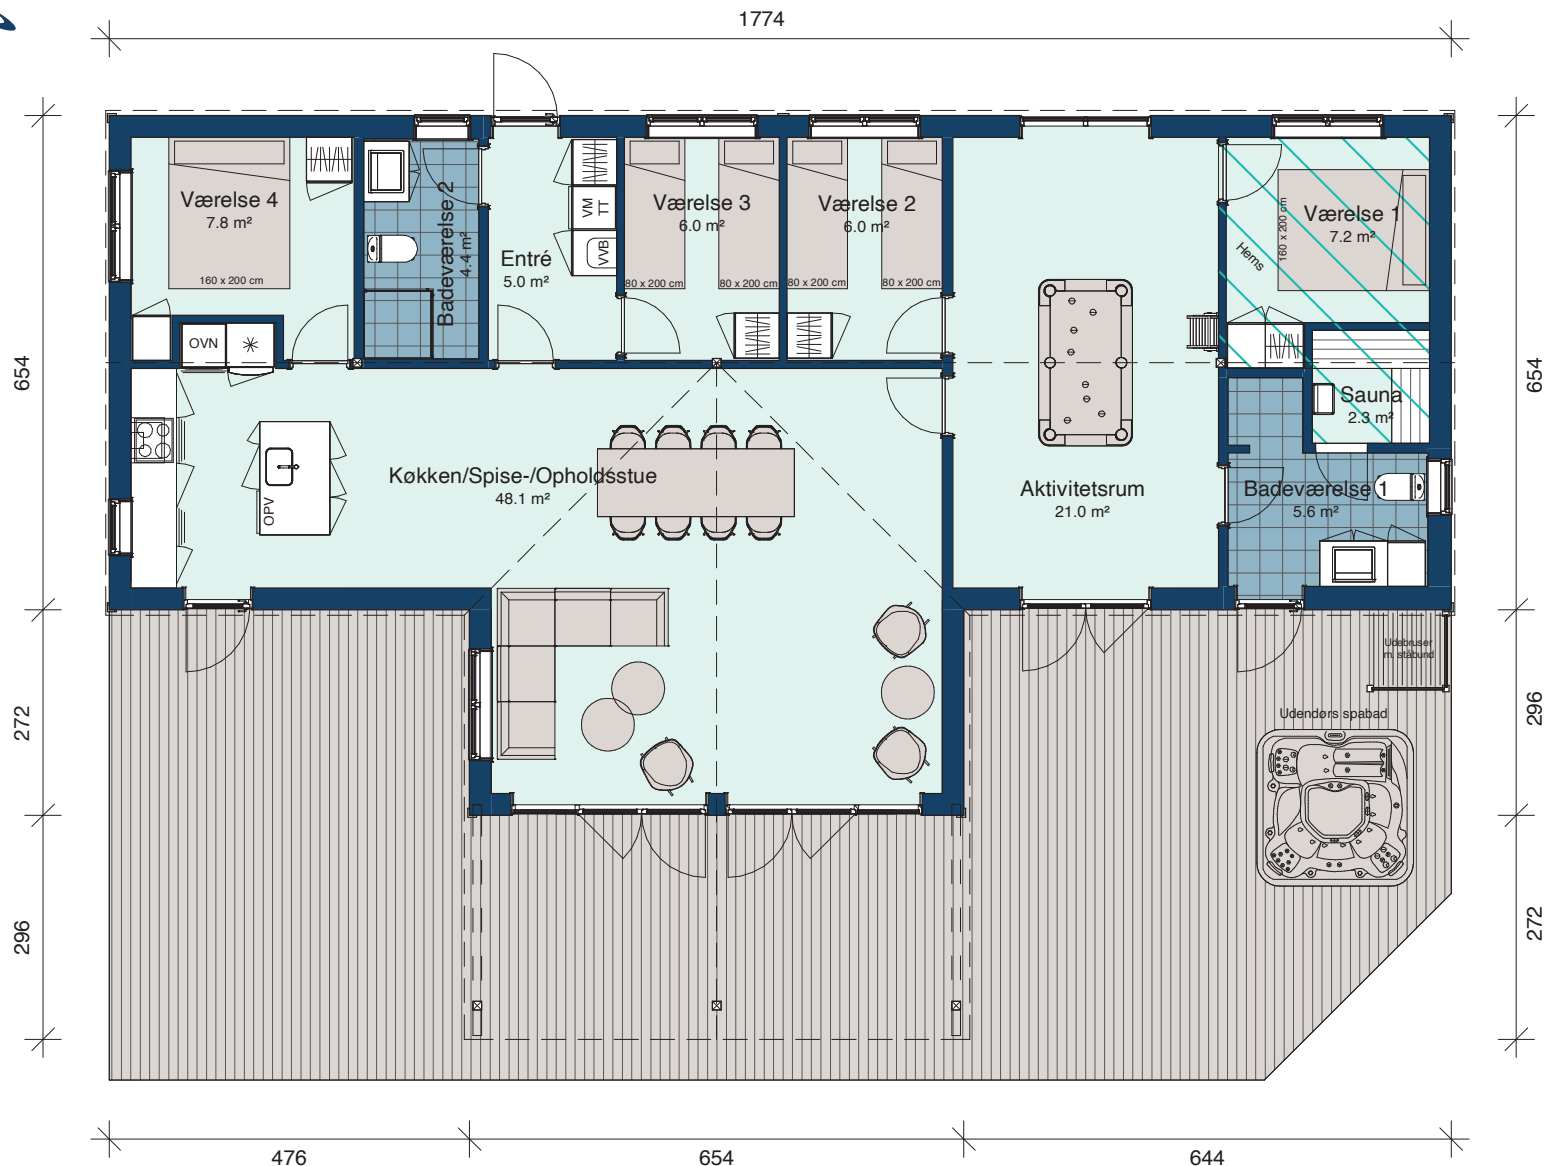 1774
Værelse 4
7.8 m²
160 x 200 cm
Badeværelse 2
4.4 m²
Entré
5.0 m²
VM
TT
VVB
Værelse 3
6.0 m²
80 x 200 cm
80 x 200 cm
Værelse 2
6.0 m²
80 x 200 cm
80 x 200 cm
Værelse 1
7.2 m²
160 x 200 cm
Hems
OVN
654
654
Sauna
2.3 m²
Køkken/Spise-/Opholdsstue
48.1 m²
OPV
Aktivitetsrum
21.0 m²
Badeværelse 1
5.6 m²
Udebruser
m. ståbund
272
296
Udendørs spabad
296
272
476
654
644